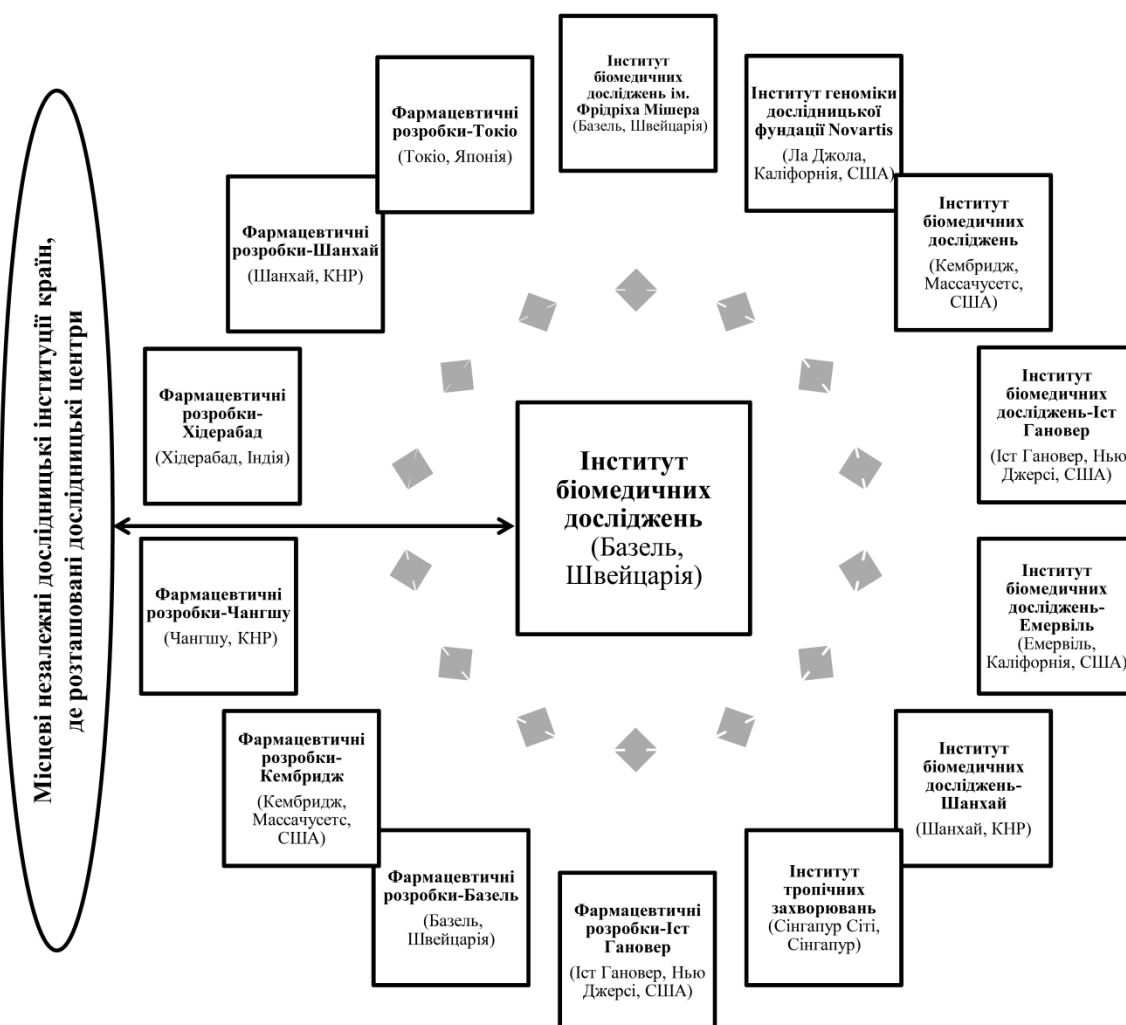 Місцеві незалежні дослідницькі інституції країн,
де розташовані дослідницькі центри
Інститут
біомедичних
досліджень ім.
Фрідріха Мішера
(Базель, Швейцарія)
Інститут геноміки
дослідницької
фундації Novartis
(Ла Джола,
Каліфорнія, США)
Інститут
біомедичних
досліджень
(Кембридж,
Массачусетс,
США)
Інститут
біомедичних
досліджень-Іст
Гановер
(Іст Гановер, Нью
Джерсі, США)
Інститут
біомедичних
досліджень-
Емервіль
(Емервіль,
Каліфорнія, США)
Інститут
біомедичних
досліджень-
Шанхай
(Шанхай, КНР)
Інститут
тропічних
захворювань
(Сінгапур Сіті,
Сінгапур)
Фармацевтичні
розробки-Іст
Гановер
(Іст Гановер, Нью
Джерсі, США)
Фармацевтичні
розробки-Базель
(Базель,
Швейцарія)
Фармацевтичні
розробки-
Кембридж
(Кембридж,
Массачусетс,
США)
Фармацевтичні
розробки-Чангшу
(Чангшу, КНР)
Фармацевтичні
розробки-
Хідерабад
(Хідерабад, Індія)
Фармацевтичні
розробки-Шанхай
(Шанхай, КНР)
Фармацевтичні
розробки-Токіо
(Токіо, Японія)
Інститут
біомедичних
досліджень
(Базель,
Швейцарія)